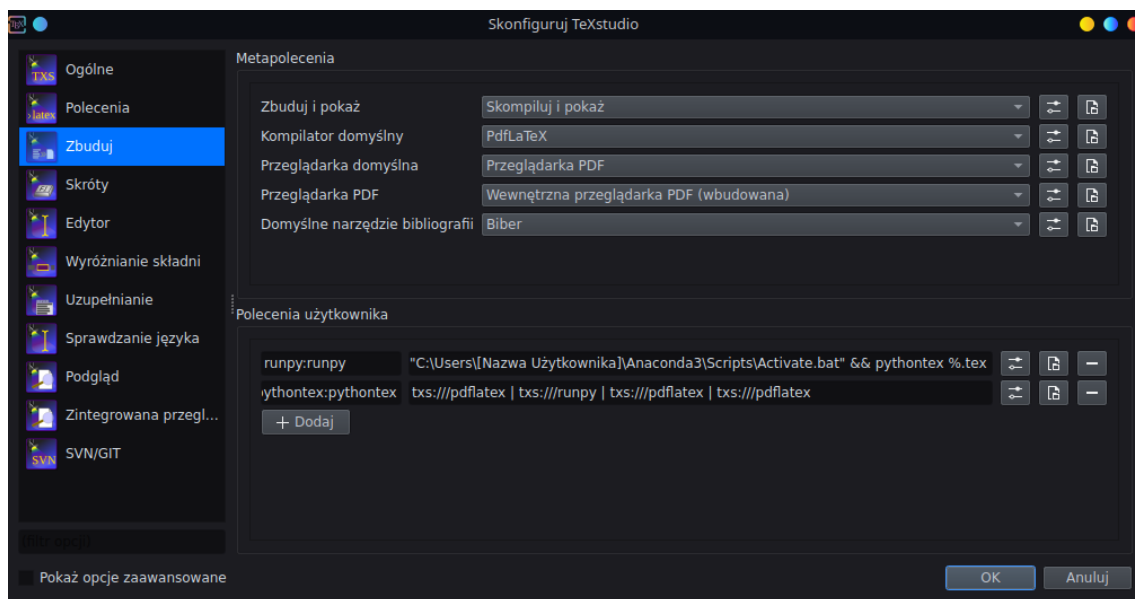 Skonfiguruj TeXstudio
Ogólne
Polecenia
Zbuduj
Skróty
Edytor
Wyróżnianie składni
Uzupełnianie
Sprawdzanie języka
Podgląd
Zintegrowana przegl...
SVN/GIT
(filtr opcji)
Pokaż opcje zaawansowane
Metapolecenia
Zbuduj i pokaż Skompiluj i pokaż
Kompilator domyślny PdfLaTeX
Przeglądarka domyślna Przeglądarka PDF
Przeglądarka PDF Wewnętrzna przeglądarka PDF (wbudowana)
Domyślne narzędzie bibliografii Biber
Polecenia użytkownika
runpy:runpy "C:\Users\[Nazwa Użytkownika]\Anaconda3\Scripts\Activate.bat" && pythontex %.tex
ythontex:pythontex txs:///pdflatex | txs:///runpy | txs:///pdflatex | txs:///pdflatex
+ Dodaj
OK Anuluj